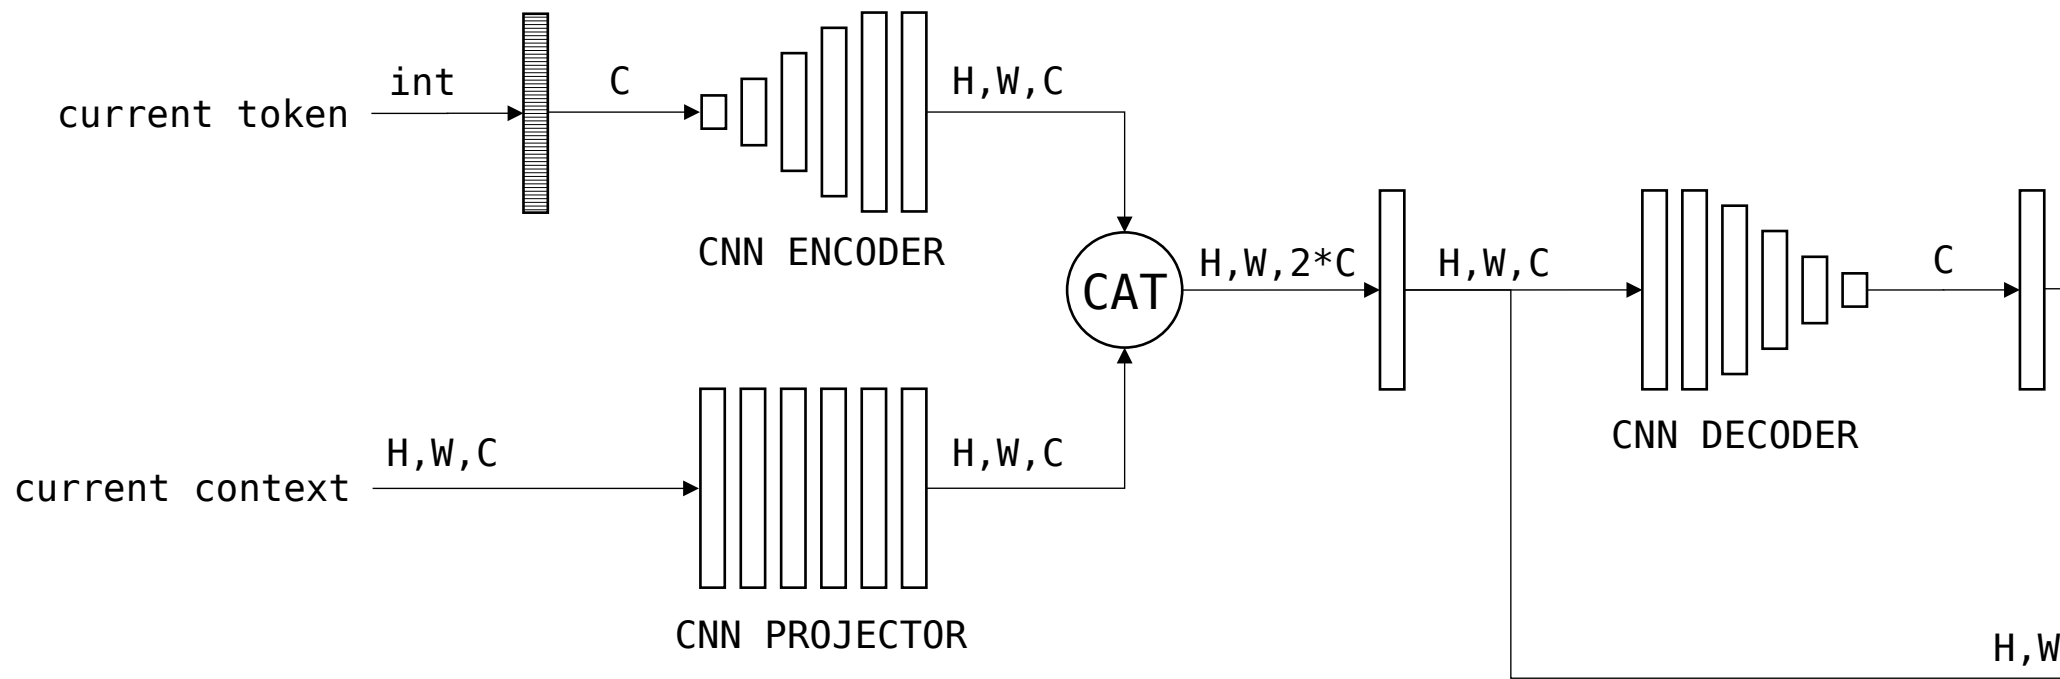 current token
int
C
H,W,C
CNN ENCODER
CAT
H,W,2*C
H,W,C
C
CNN DECODER
current context
H,W,C
H,W,C
CNN PROJECTOR
H,W